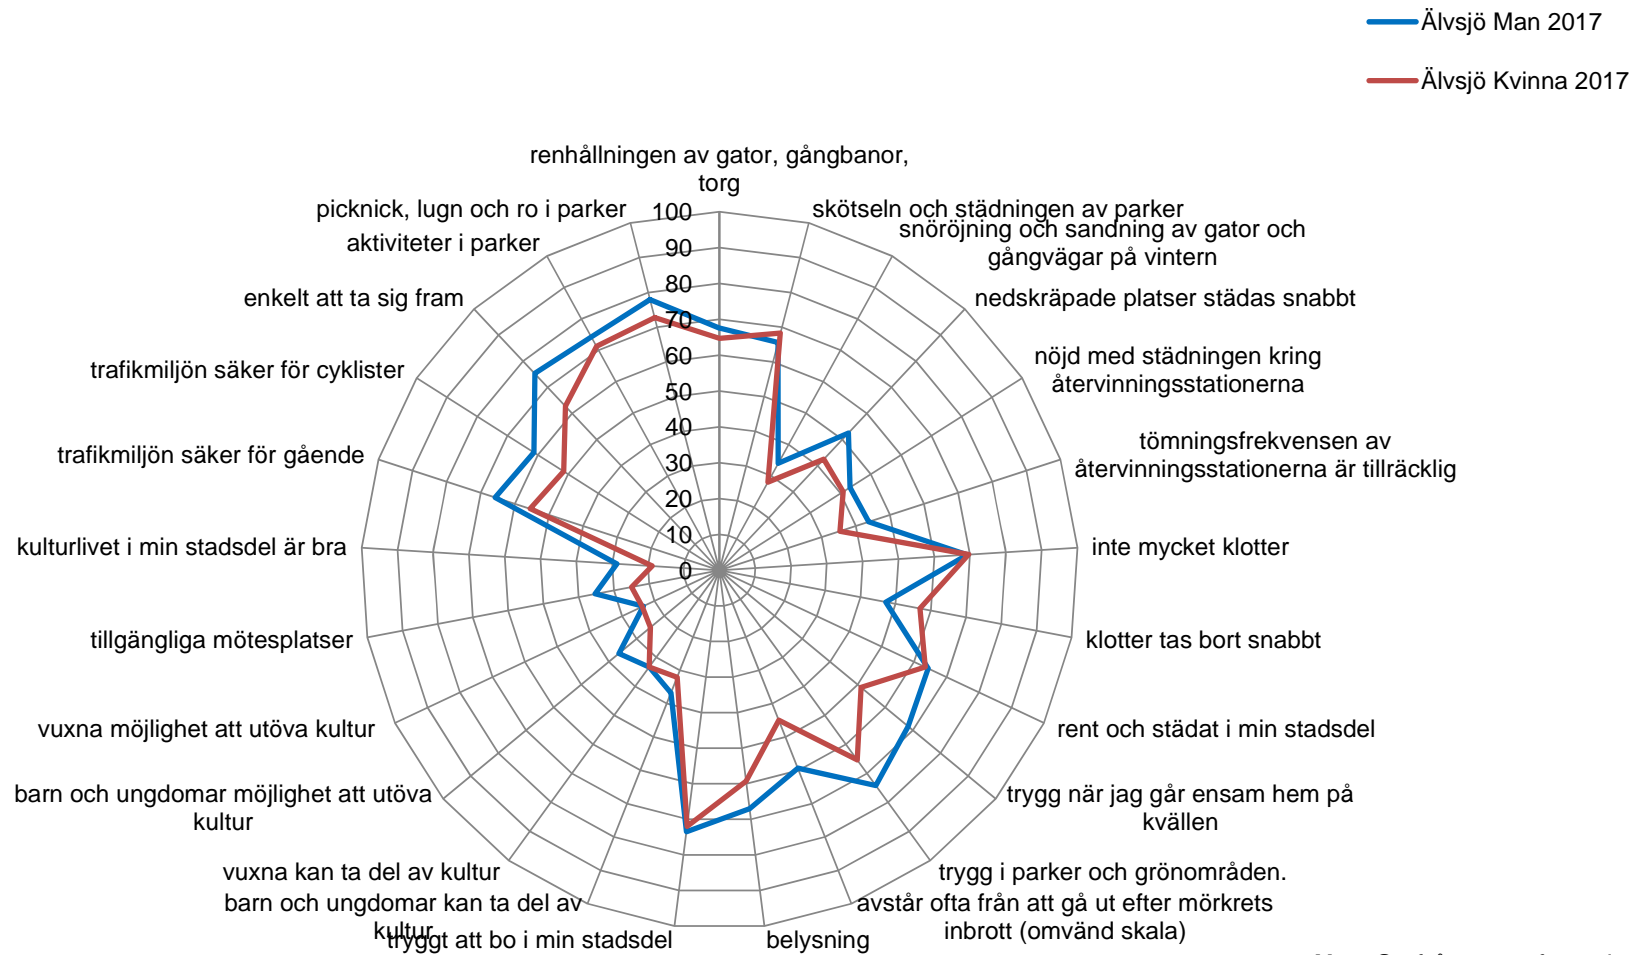 Älvsjö Man 2017
Älvsjö Kvinna 2017
renhållningen av gator, gångbanor,
torg
skötseln och städningen av parker
snöröjning och sandning av gator och
gångvägar på vintern
nedskräpade platser städas snabbt
nöjd med städningen kring
återvinningsstationerna
tömningsfrekvensen av
återvinningsstationerna är tillräcklig
inte mycket klotter
klotter tas bort snabbt
rent och städat i min stadsdel
trygg när jag går ensam hem på
kvällen
trygg i parker och grönområden.
avstår ofta från att gå ut efter mörkrets
inbrott (omvänd skala)
belysning
tryggt att bo i min stadsdel
barn och ungdomar kan ta del av
kultur
vuxna kan ta del av kultur
barn och ungdomar möjlighet att utöva
kultur
vuxna möjlighet att utöva kultur
tillgängliga mötesplatser
kulturlivet i min stadsdel är bra
trafikmiljön säker för gående
trafikmiljön säker för cyklister
enkelt att ta sig fram
aktiviteter i parker
picknick, lugn och ro i parker
100
90
80
70
60
50
40
30
20
10
0